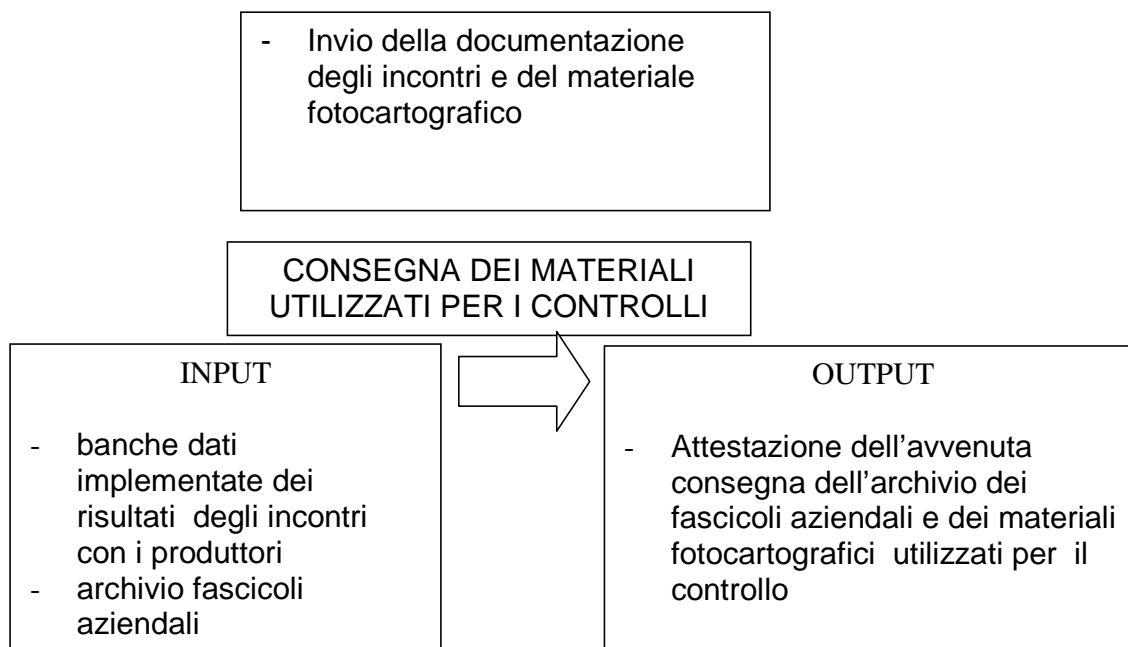 - Invio della documentazione
degli incontri e del materiale
fotocartografico
CONSEGNA DEI MATERIALI
UTILIZZATI PER I CONTROLLI
INPUT
- banche dati
implementate dei
risultati degli incontri
con i produttori
- archivio fascicoli
aziendali
OUTPUT
- Attestazione dell’avvenuta
consegna dell’archivio dei
fascicoli aziendali e dei materiali
fotocartografici utilizzati per il
controllo